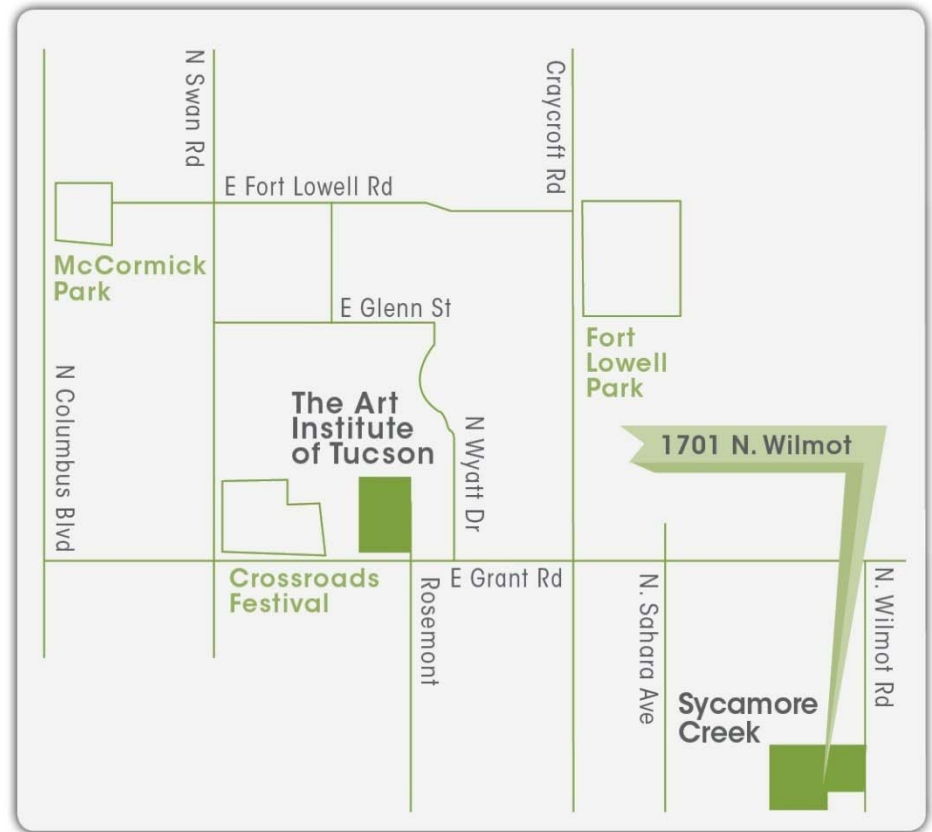 N Swan Rd
Craycroft Rd
E Fort Lowell Rd
McCormick
Park
E Glenn St
Fort
Lowell
Park
N Columbus Blvd
The Art
Institute
of Tucson
N Wyatt Dr
1701 N. Wilmot
Crossroads
Festival
Rosemont
E Grant Rd
N. Sahara Ave
N. Wilmot Rd
Sycamore
Creek